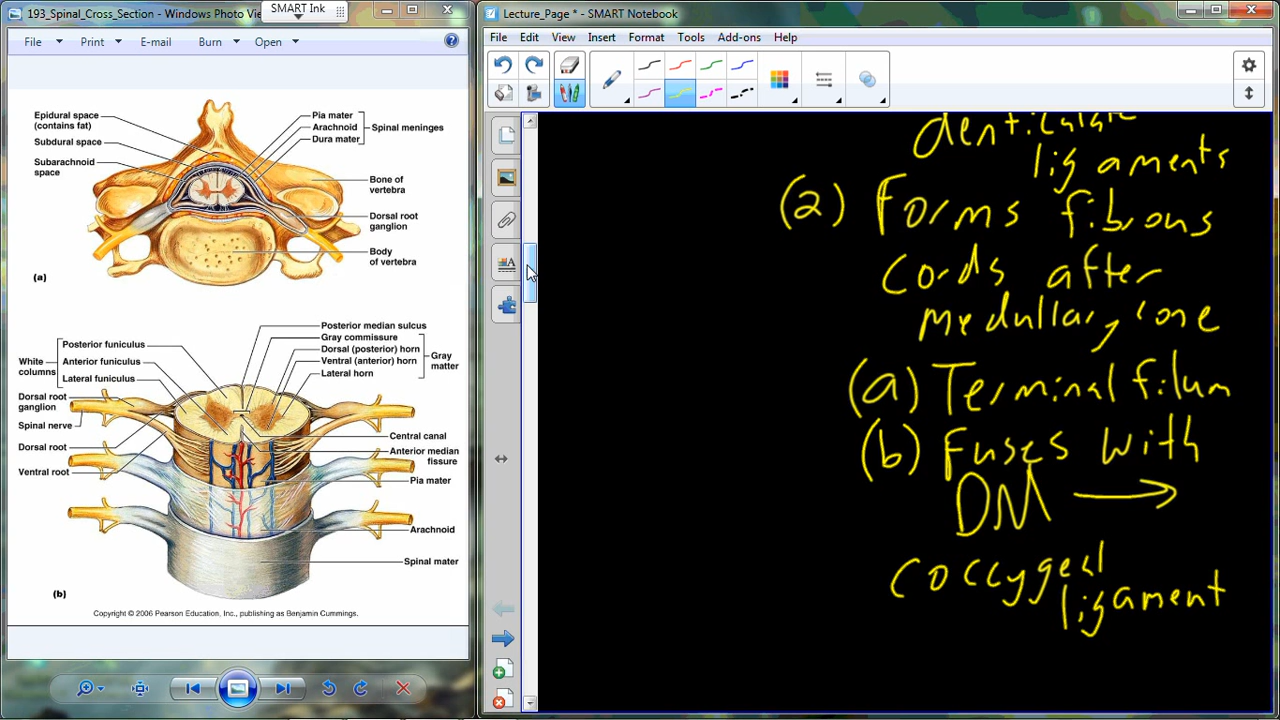 193_Spinal_Cross_Section - Windows Photo Vie
SMART Ink
File Print E-mail Burn Open
Epidural space
(contains fat)
Subdural space
Subarachnoid
space
Pia mater
Arachnoid
Dura mater
Spinal meninges
Bone of
vertebra
Dorsal root
ganglion
Body
of vertebra
(a)
Posterior median sulcus
Gray commissure
Dorsal (posterior) horn
Ventral (anterior) horn
Lateral horn
Gray
matter
White
columns
Posterior funiculus
Anterior funiculus
Lateral funiculus
Dorsal root
ganglion
Spinal nerve
Dorsal root
Ventral root
Central canal
Anterior median
fissure
Pia mater
Arachnoid
Spinal mater
(b)
Copyright © 2006 Pearson Education, Inc., publishing as Benjamin Cummings.
Lecture_Page * - SMART Notebook
File Edit View Insert Format Tools Add-ons Help
denticulate
ligaments
(2) Forms fibrous
cords after
medullary cone
(a) Terminal filum
(b) Fuses with
DM →
coccygeal
ligament